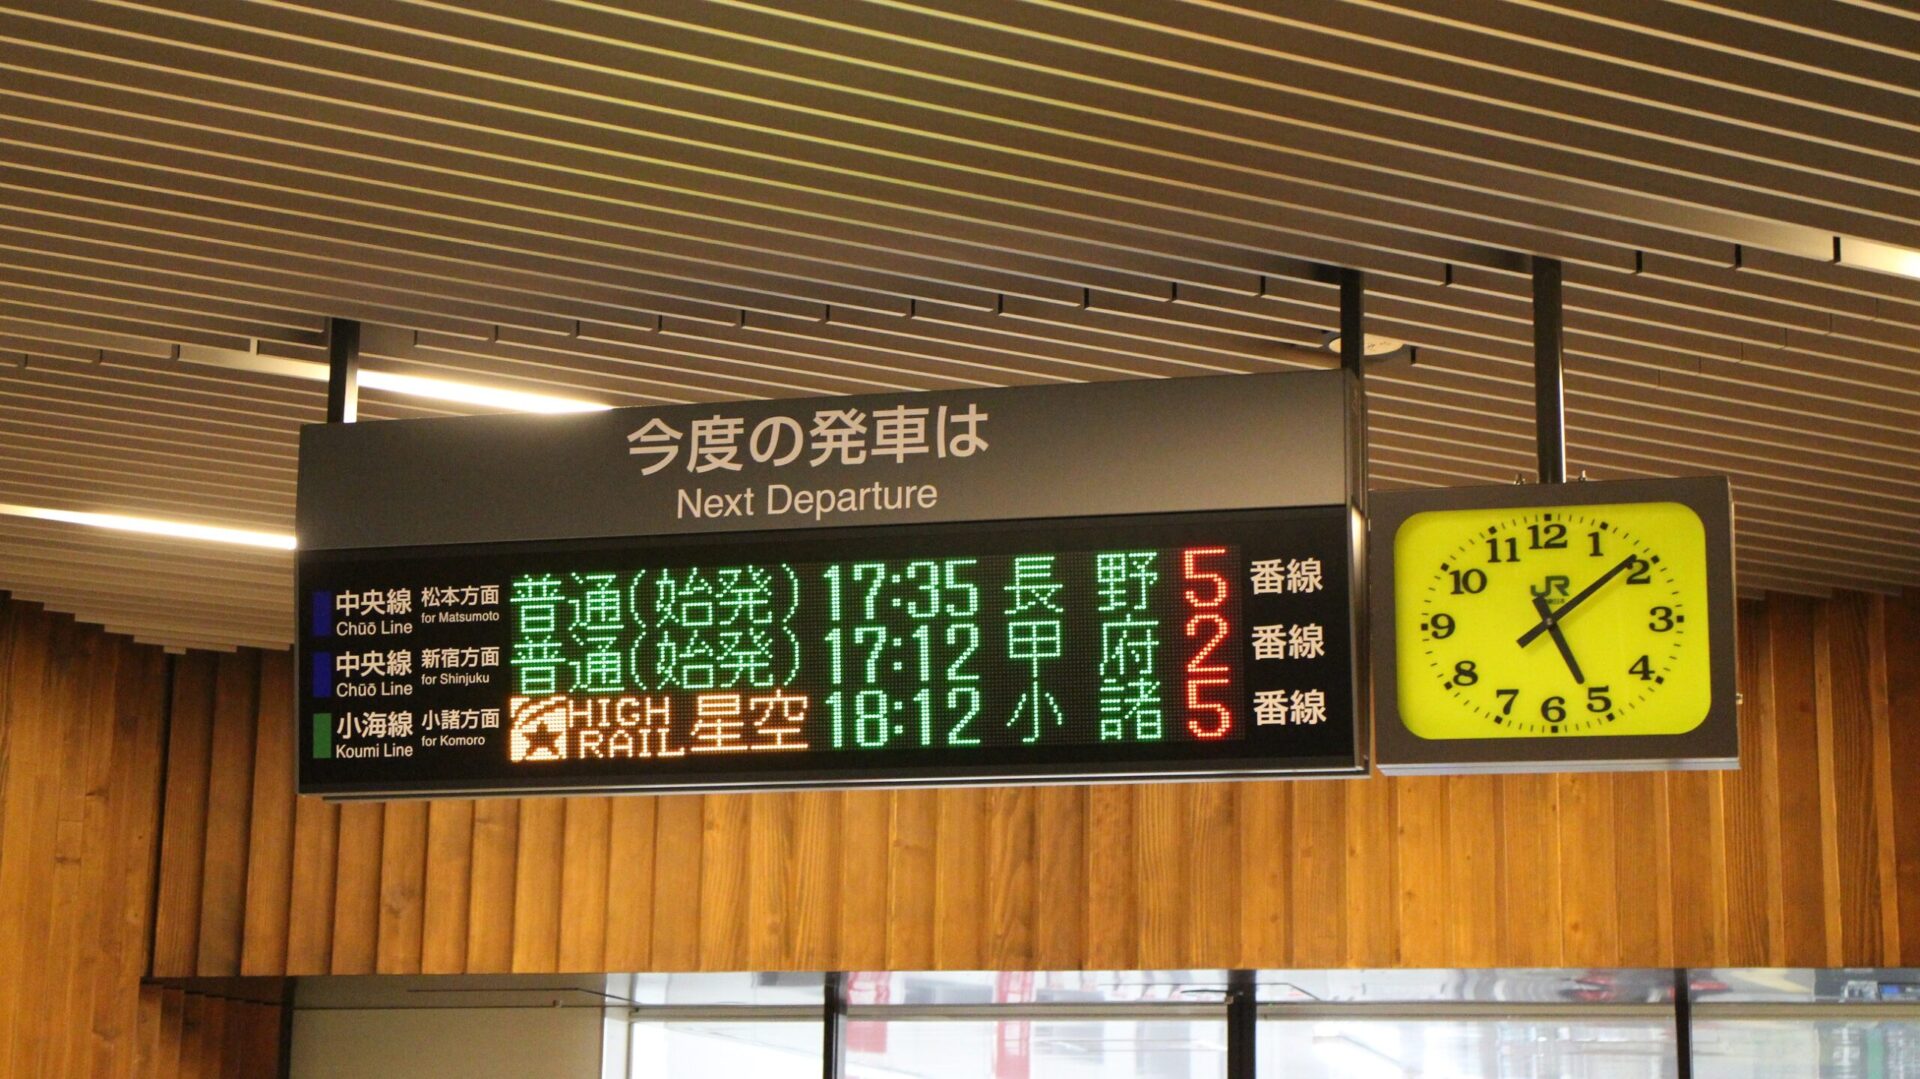 今度の発車は
Next Departure
中央線 松本方面 普通(始発) 17:35 長野 5 番線
Chūō Line for Matsumoto
中央線 新宿方面 普通(始発) 17:12 甲府 2 番線
Chūō Line for Shinjuku
小海線 小諸方面 HIGH RAIL 星空 18:12 小諸 5 番線
Koumi Line for Komoro
12
1
2
3
4
5
6
7
8
9
10
11
JR